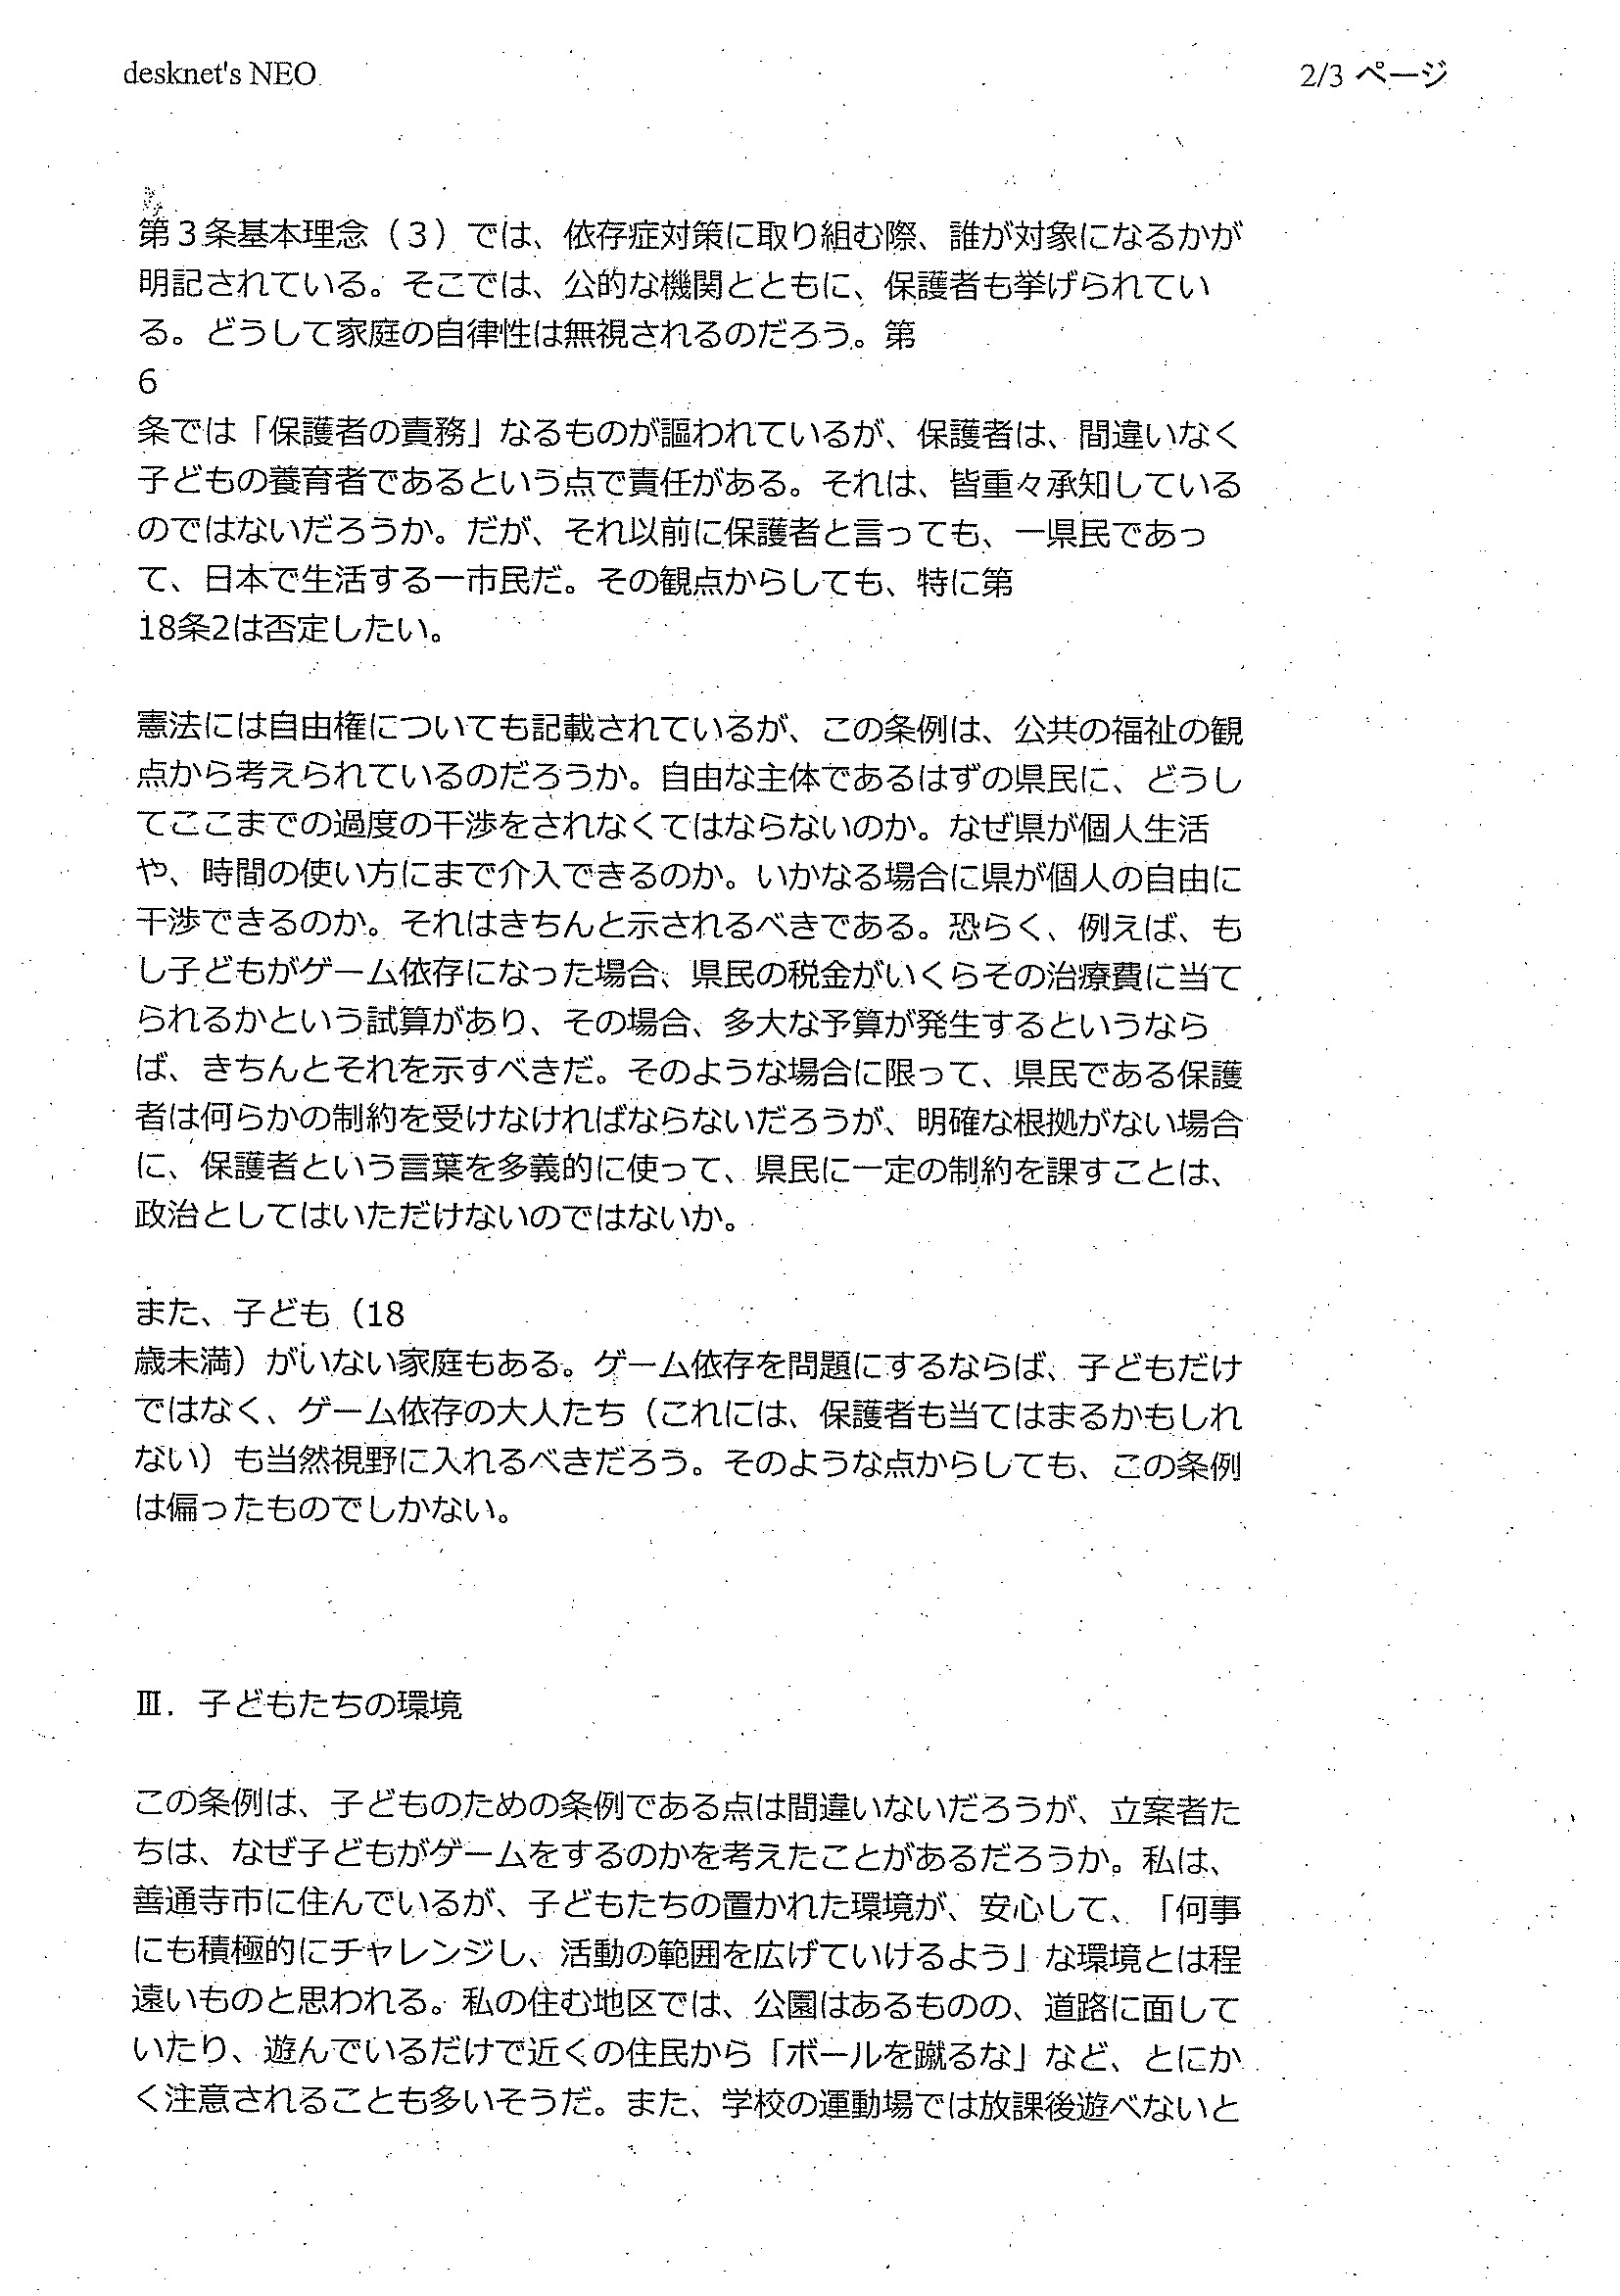 desknet's NEO
2/3 ページ
第３条基本理念（３）では、依存症対策に取り組む際、誰が対象になるかが
明記されている。そこでは、公的な機関とともに、保護者も挙げられてい
る。どうして家庭の自律性は無視されるのだろう。第
6
条では「保護者の責務」なるものが謳われているが、保護者は、間違いなく
子どもの養育者であるという点で責任がある。それは、皆重々承知している
のではないだろうか。だが、それ以前に保護者と言っても、一県民であっ
て、日本で生活する一市民だ。その観点からしても、特に第
18条2は否定したい。
憲法には自由権についても記載されているが、この条例は、公共の福祉の観
点から考えられているのだろうか。自由な主体であるはずの県民に、どうし
てここまでの過度の干渉をされなくてはならないのか。なぜ県が個人生活
や、時間の使い方にまで介入できるのか。いかなる場合に県が個人の自由に
干渉できるのか。それはきちんと示されるべきである。恐らく、例えば、も
し子どもがゲーム依存になった場合、県民の税金がいくらその治療費に当て
られるかという試算があり、その場合、多大な予算が発生するというなら
ば、きちんとそれを示すべきだ。そのような場合に限って、県民である保護
者は何らかの制約を受けなければならないだろうが、明確な根拠がない場合
に、保護者という言葉を多義的に使って、県民に一定の制約を課すことは、
政治としてはいただけないのではないか。
また、子ども（18
歳未満）がいない家庭もある。ゲーム依存を問題にするならば、子どもだけ
ではなく、ゲーム依存の大人たち（これには、保護者も当てはまるかもしれ
ない）も当然視野に入れるべきだろう。そのような点からしても、この条例
は偏ったものでしかない。
Ⅲ．子どもたちの環境
この条例は、子どものための条例である点は間違いないだろうが、立案者た
ちは、なぜ子どもがゲームをするのかを考えたことがあるだろうか。私は、
善通寺市に住んでいるが、子どもたちの置かれた環境が、安心して、「何事
にも積極的にチャレンジし、活動の範囲を広げていけるよう」な環境とは程
遠いものと思われる。私の住む地区では、公園はあるものの、道路に面して
いたり、遊んでいるだけで近くの住民から「ボールを蹴るな」など、とにか
く注意されることも多いそうだ。また、学校の運動場では放課後遊べないと